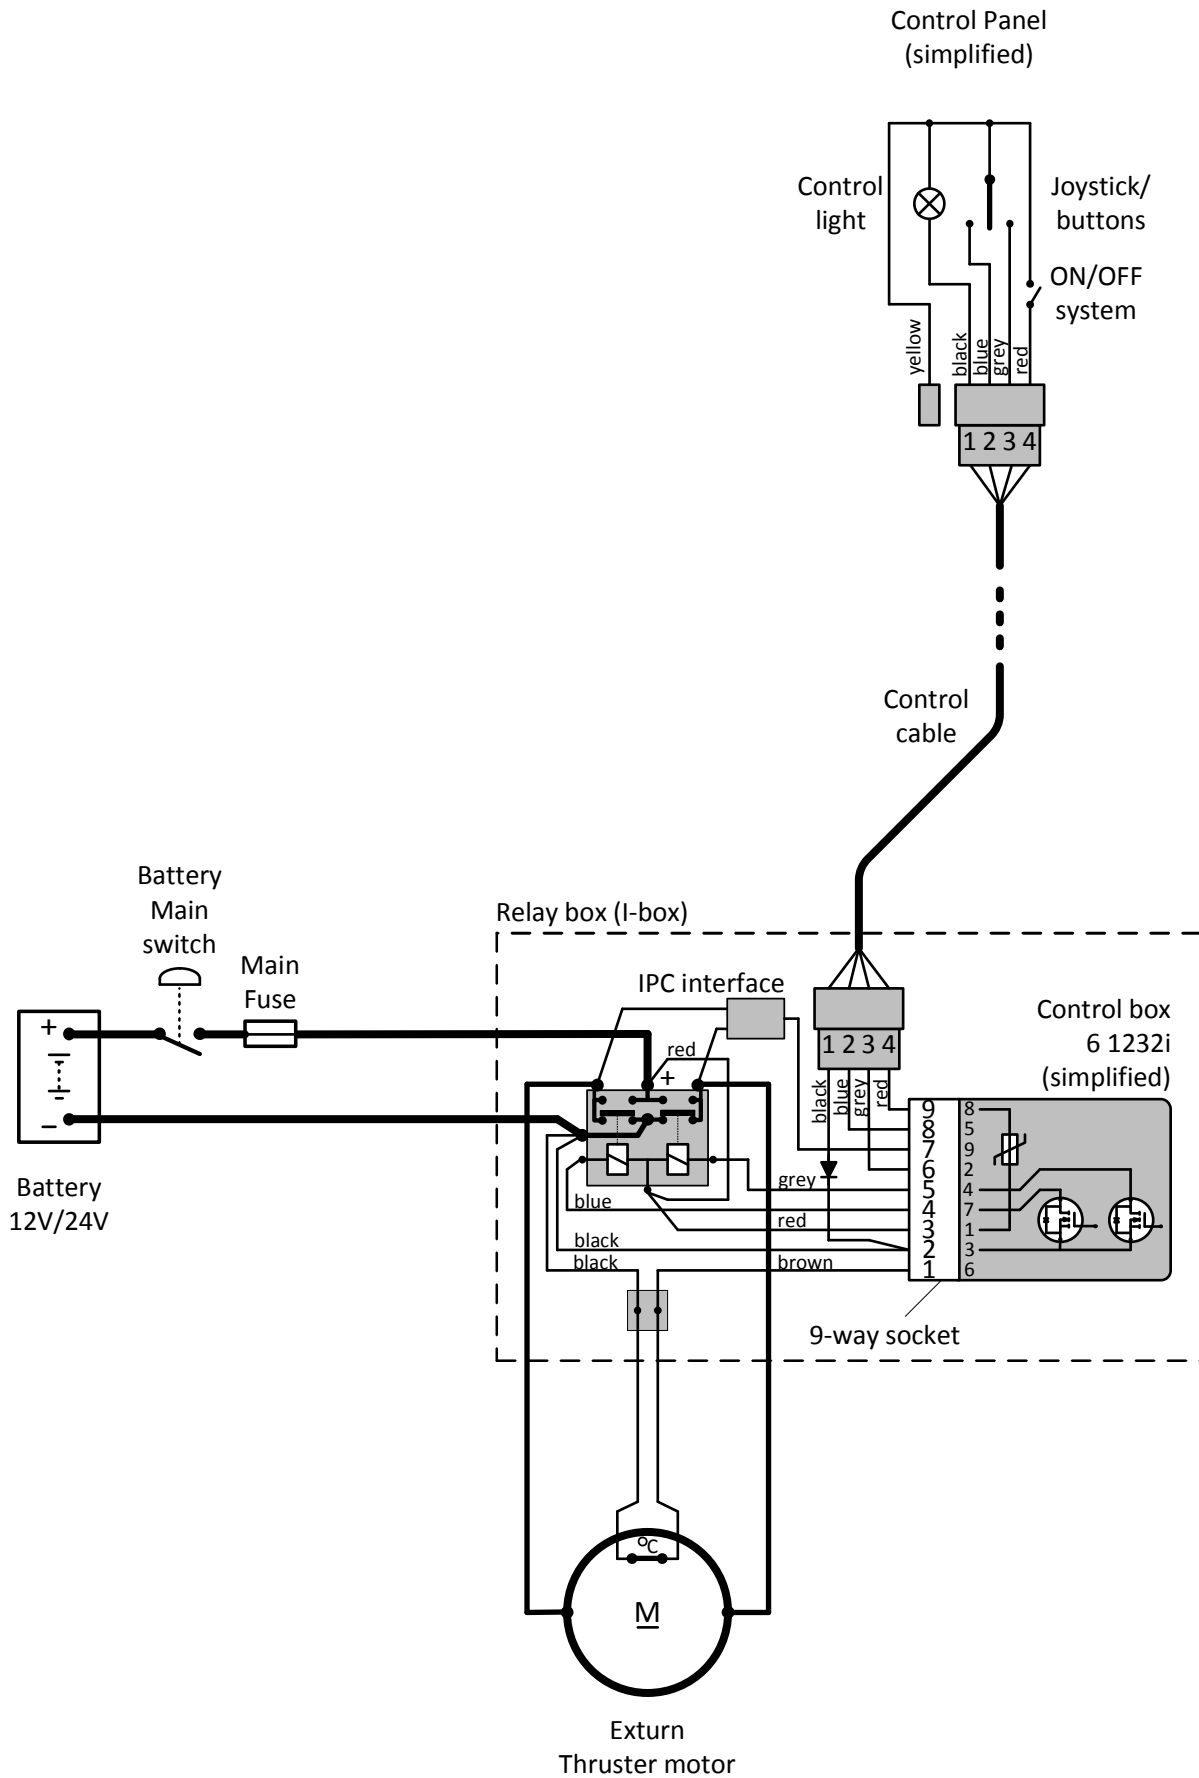 Control Panel
(simplified)
Control
light
Joystick/
buttons
ON/OFF
system
yellow
black
blue
grey
red
1 2 3 4
Control
cable
Battery
Main
switch
Main
Fuse
Relay box (I-box)
IPC interface
Control box
6 1232i
(simplified)
+
red
+
1 2 3 4
black
blue
grey
red
9 8
8 5
7 9
6 2
5 4
4 7
3 1
2 3
1 6
−
grey
blue
red
black
black
brown
Battery
12V/24V
9-way socket
°C
M
Exturn
Thruster motor